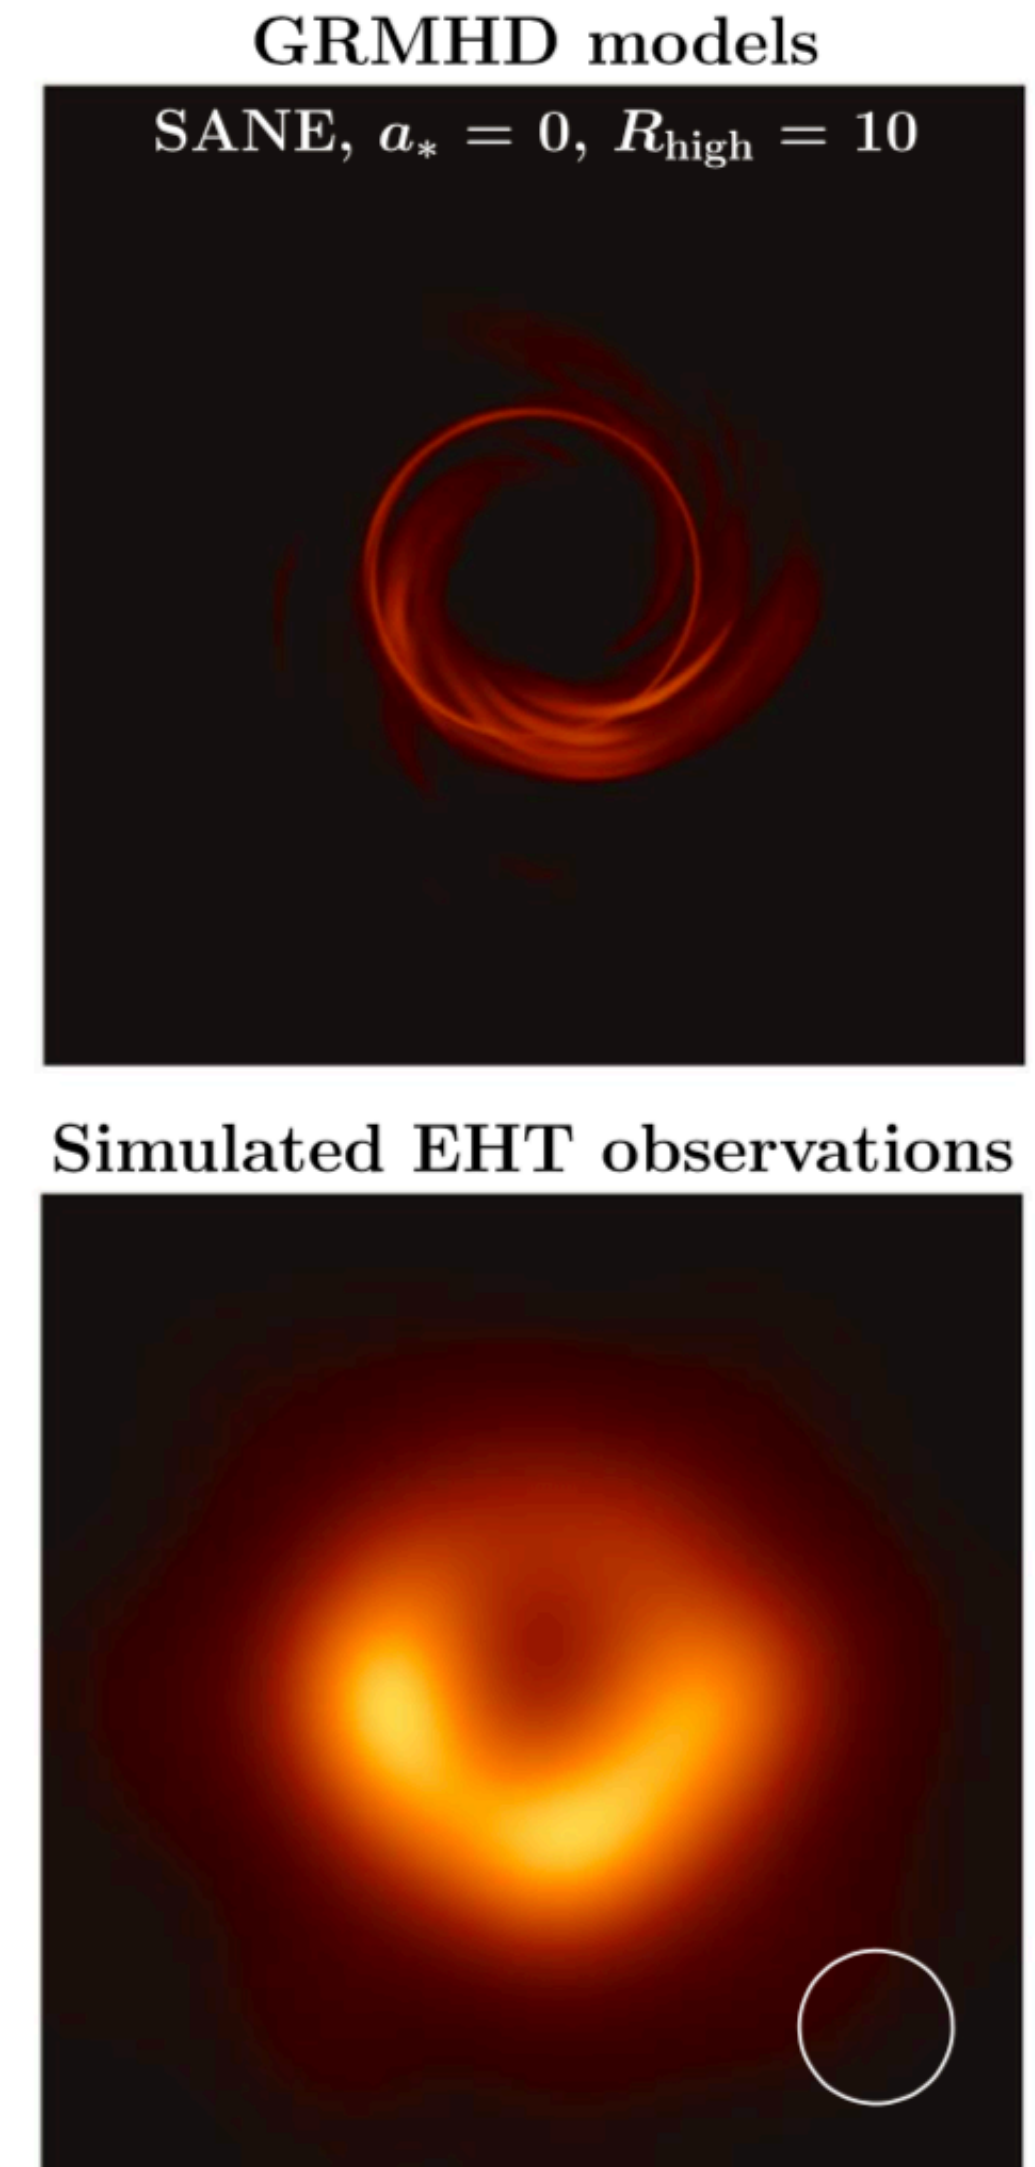 GRMHD models
SANE, a* = 0, Rhigh = 10
Simulated EHT observations